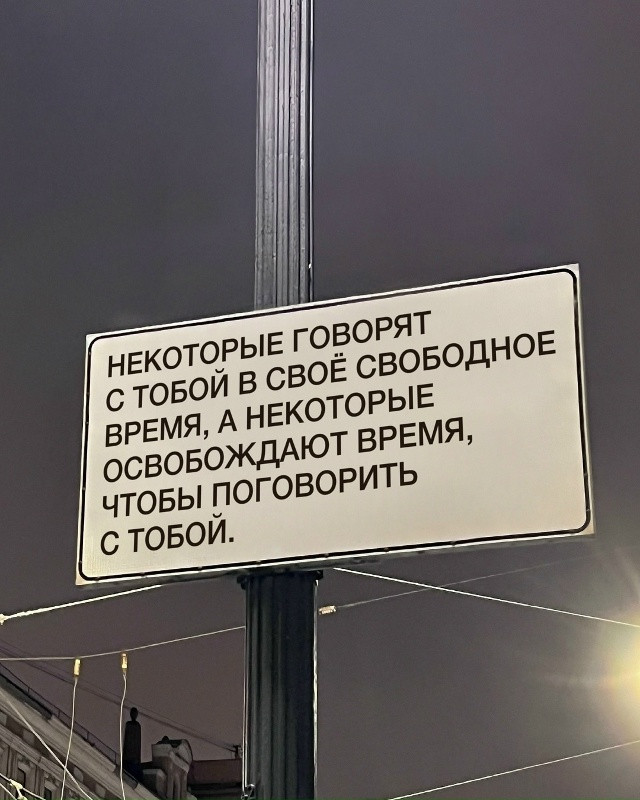 НЕКОТОРЫЕ ГОВОРЯТ
С ТОБОЙ В СВОЁ СВОБОДНОЕ
ВРЕМЯ, А НЕКОТОРЫЕ
ОСВОБОЖДАЮТ ВРЕМЯ,
ЧТОБЫ ПОГОВОРИТЬ
С ТОБОЙ.